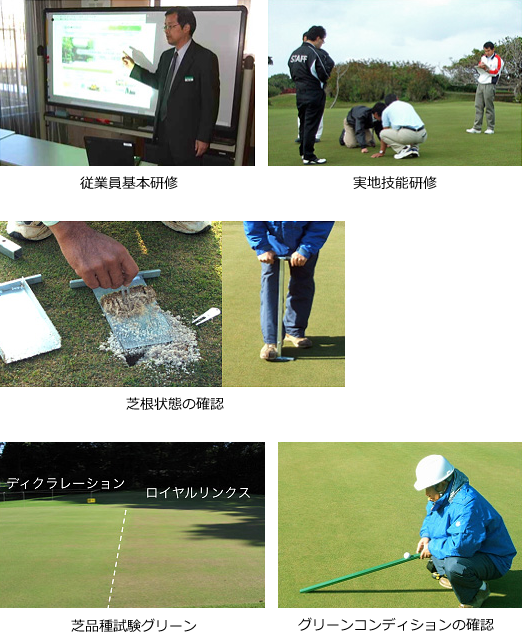 STAFF
従業員基本研修
実地技能研修
芝根状態の確認
ディクラレーション
ロイヤルリンクス
芝品種試験グリーン
グリーンコンディションの確認